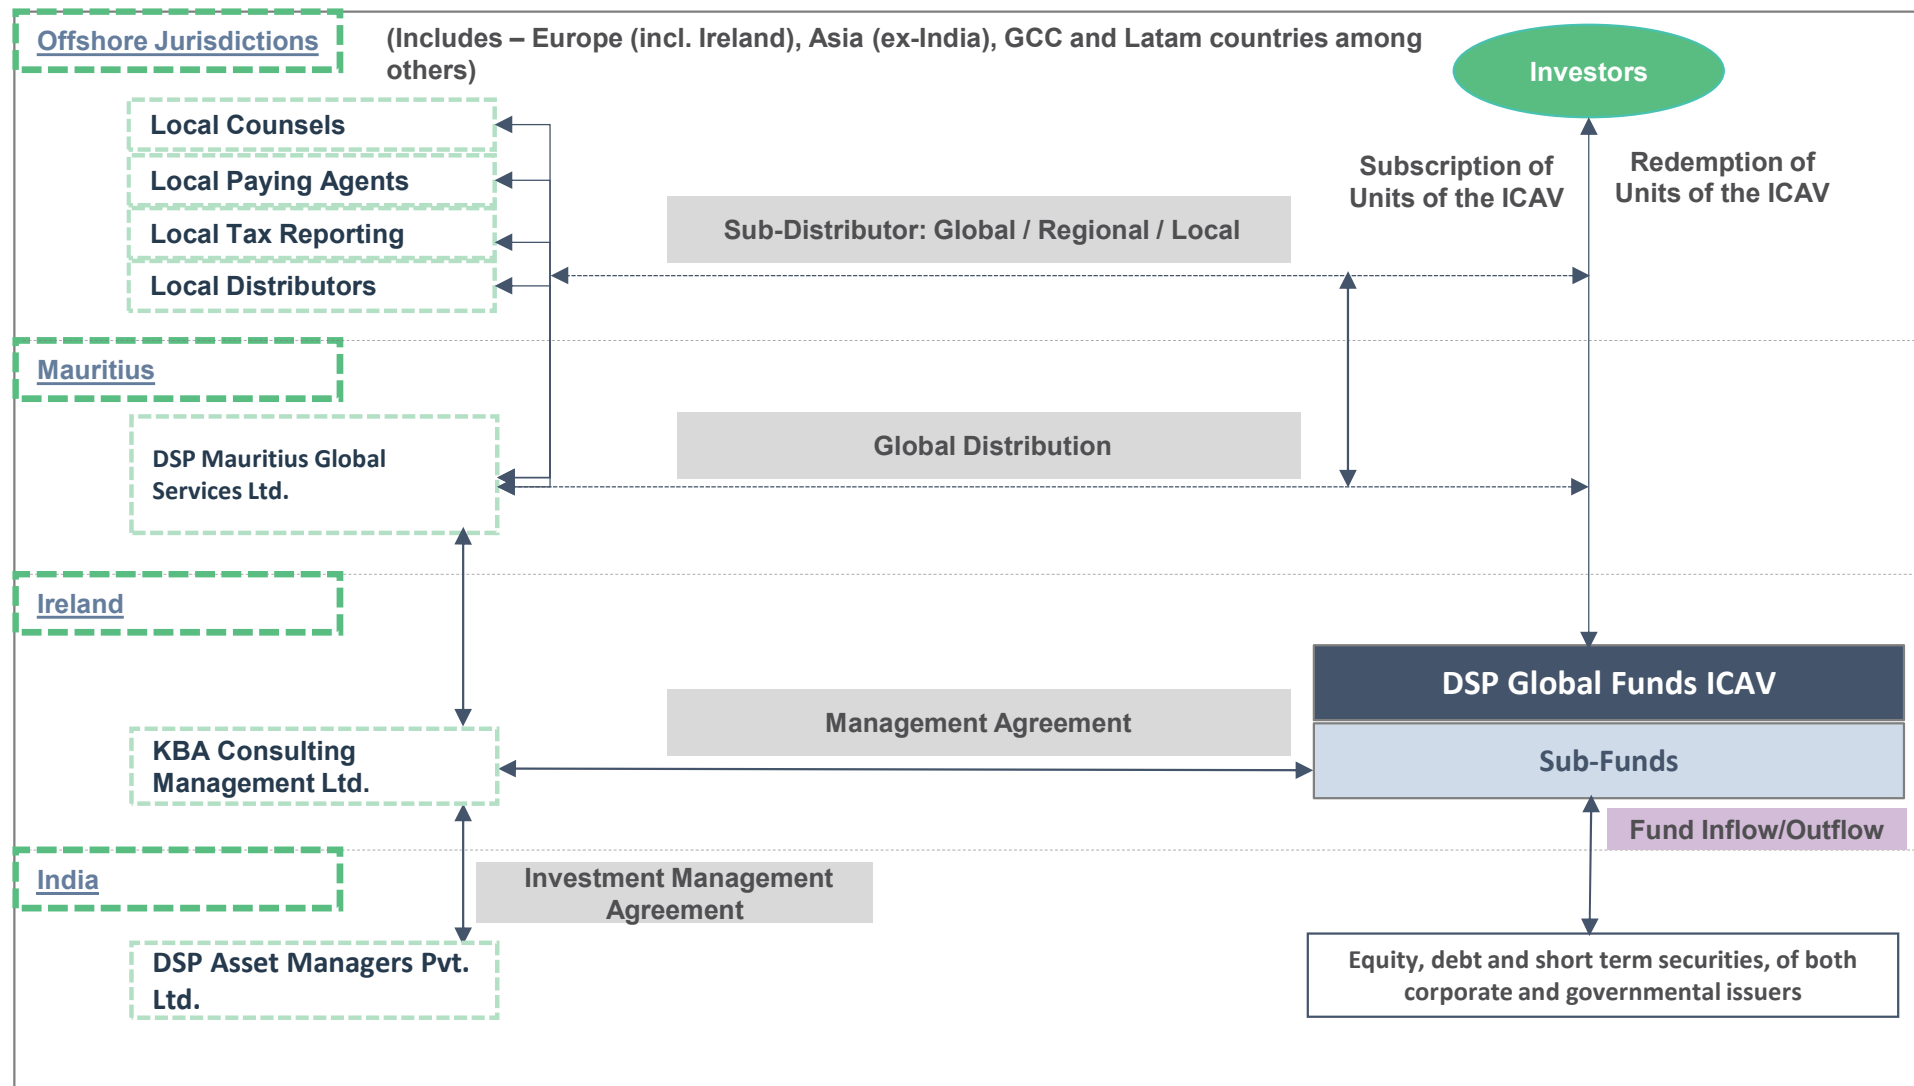 Offshore Jurisdictions
(Includes – Europe (incl. Ireland), Asia (ex-India), GCC and Latam countries among
others)
Investors
Local Counsels
Local Paying Agents
Local Tax Reporting
Local Distributors
Sub-Distributor: Global / Regional / Local
Subscription of
Units of the ICAV
Redemption of
Units of the ICAV
Mauritius
DSP Mauritius Global
Services Ltd.
Global Distribution
Ireland
DSP Global Funds ICAV
Sub-Funds
Management Agreement
KBA Consulting
Management Ltd.
Fund Inflow/Outflow
India
Investment Management
Agreement
DSP Asset Managers Pvt.
Ltd.
Equity, debt and short term securities, of both
corporate and governmental issuers